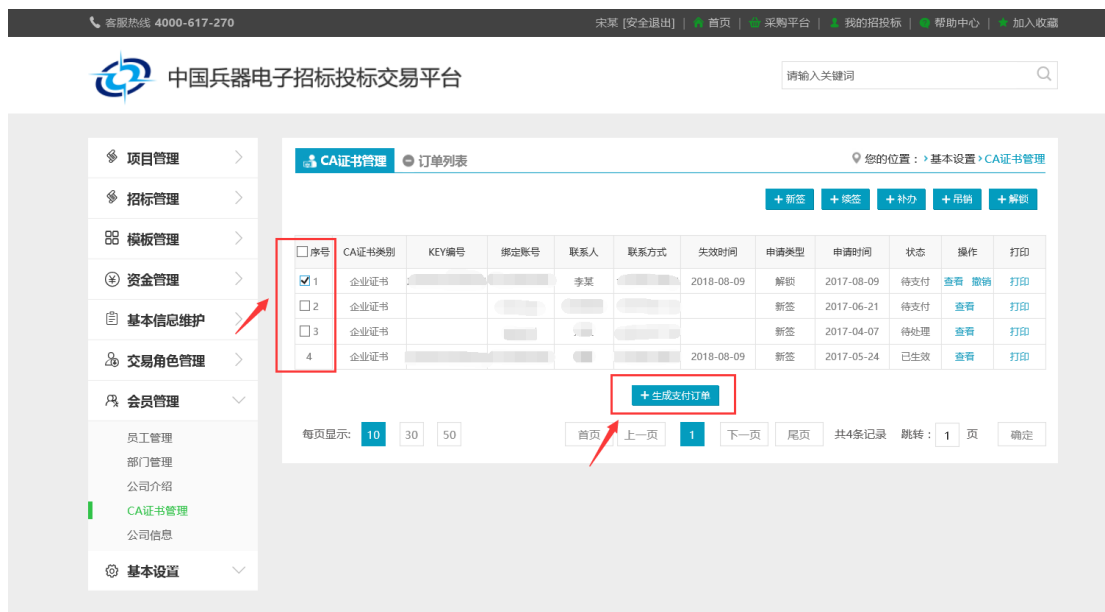 客服热线 4000-617-270
宋某 [安全退出] | 首页 | 采购平台 | 我的招投标 | 帮助中心 | 加入收藏
中国兵器电子招标投标交易平台
请输入关键词
项目管理
招标管理
模板管理
资金管理
基本信息维护
交易角色管理
会员管理
员工管理
部门管理
公司介绍
CA证书管理
公司信息
基本设置
CA证书管理 订单列表
您的位置：›基本设置›CA证书管理
+ 新签 + 续签 + 补办 + 吊销 + 解锁
序号 CA证书类别 KEY编号 绑定账号 联系人 联系方式 失效时间 申请类型 申请时间 状态 操作 打印
1 企业证书 李某 2018-08-09 解锁 2017-08-09 待支付 查看 撤销 打印
2 企业证书 新签 2017-06-21 待支付 查看 打印
3 企业证书 新签 2017-04-07 待处理 查看 打印
4 企业证书 2018-08-09 新签 2017-05-24 已生效 查看 打印
+ 生成支付订单
每页显示: 10 30 50 首页 上一页 1 下一页 尾页 共4条记录 跳转： 1 页 确定